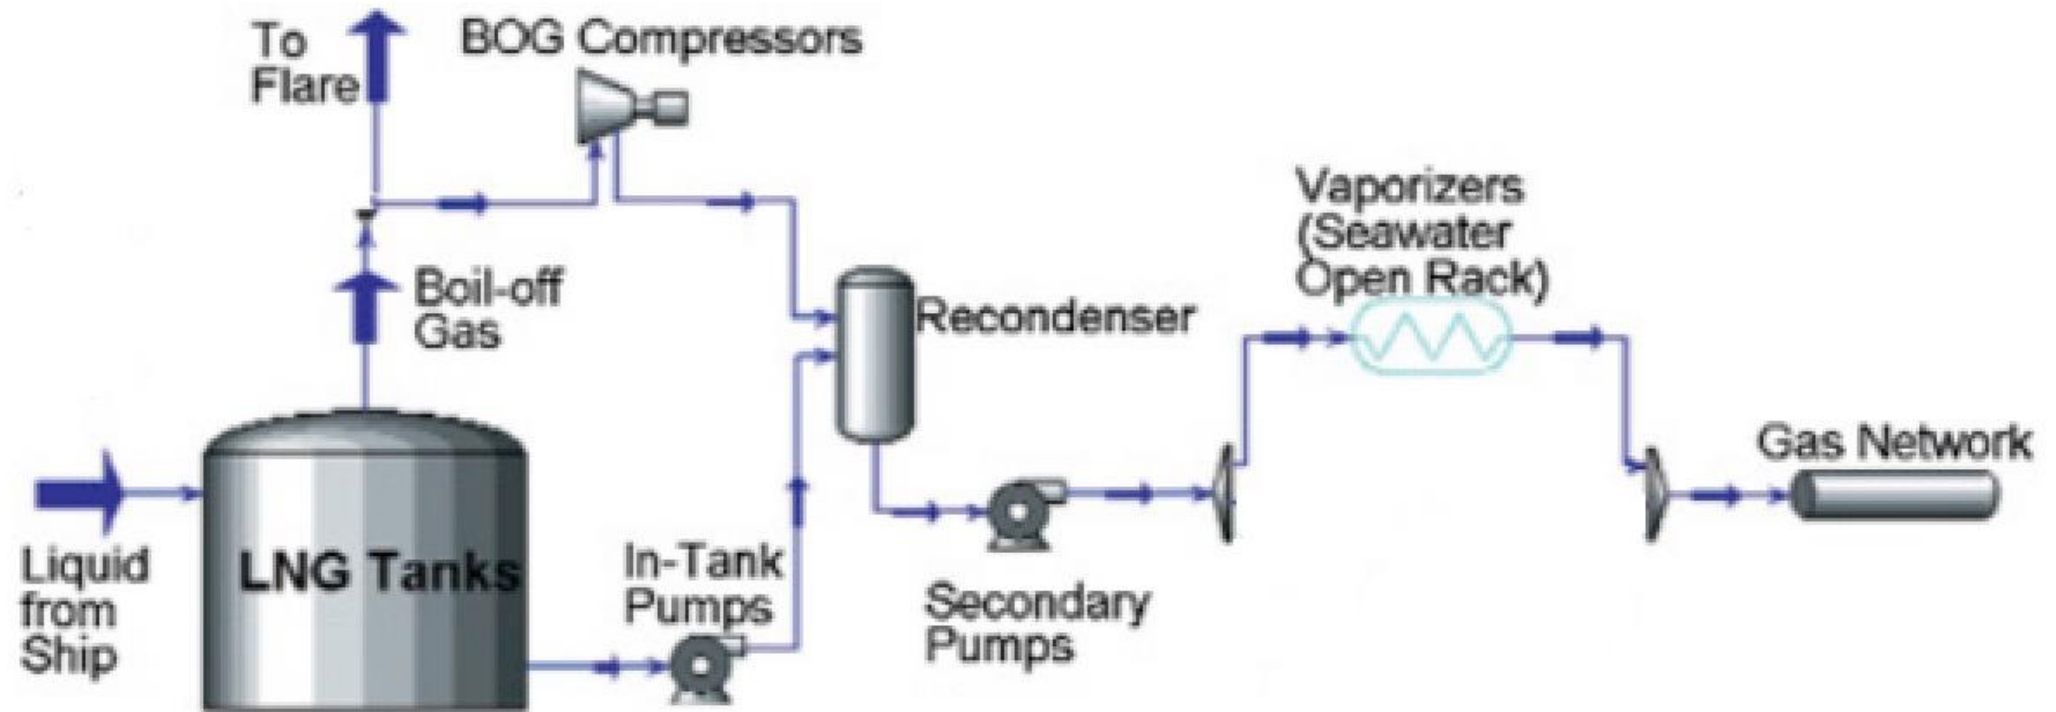 To
Flare
BOG Compressors
Vaporizers
(Seawater
Open Rack)
Boil-off
Gas
Recondenser
Gas Network
Liquid
from
Ship
LNG Tanks
In-Tank
Pumps
Secondary
Pumps